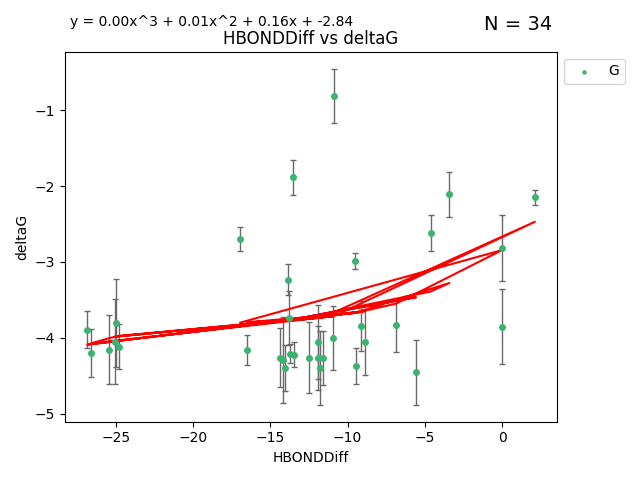 y = 0.00x^3 + 0.01x^2 + 0.16x + -2.84
N = 34
HBONDDiff vs deltaG
G
deltaG
−1
−2
−3
−4
−5
−25
−20
−15
−10
−5
0
HBONDDiff